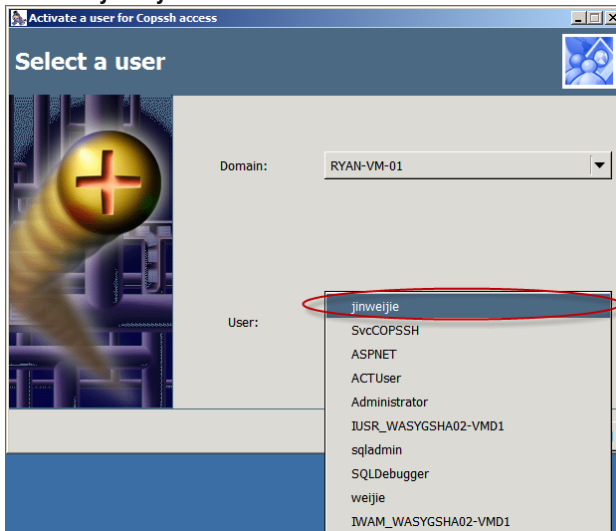 Activate a user for Copssh access
Select a user
Domain:
RYAN-VM-01
User:
jinweijie
SvcCOPSSH
ASPNET
ACTUser
Administrator
IUSR_WASYGSHA02-VMD1
sqladmin
SQLDebugger
weijie
IWAM_WASYGSHA02-VMD1